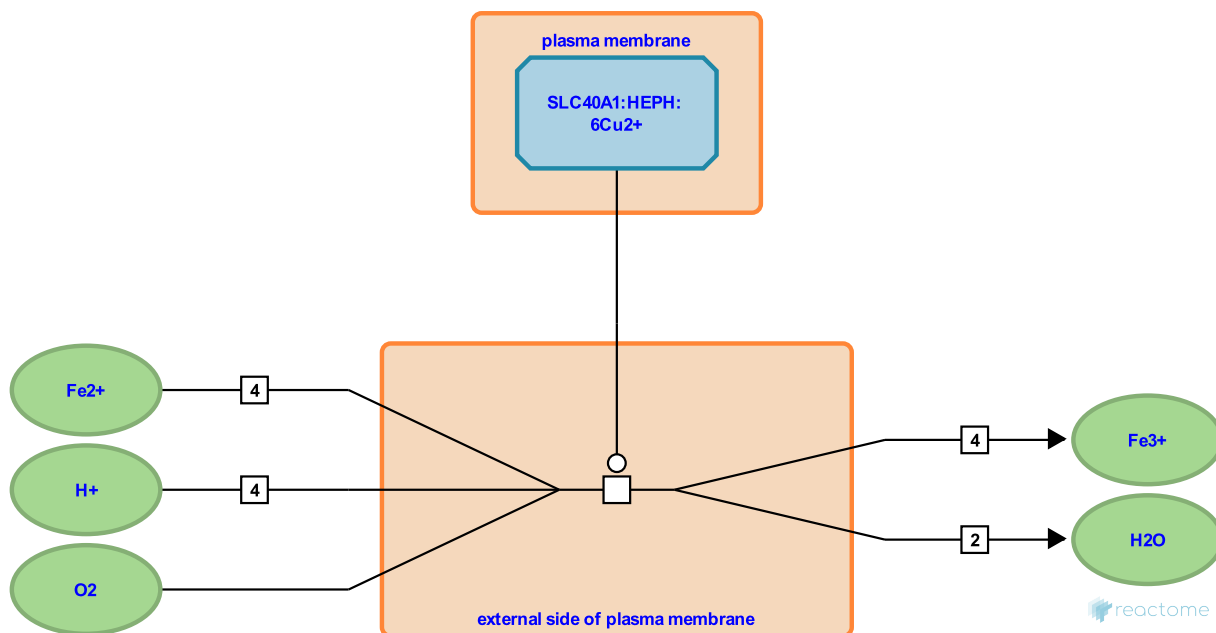 plasma membrane
SLC40A1:HEPH:
6Cu2+
Fe2+
4
4
Fe3+
H+
4
O2
2
H2O
external side of plasma membrane
reactome